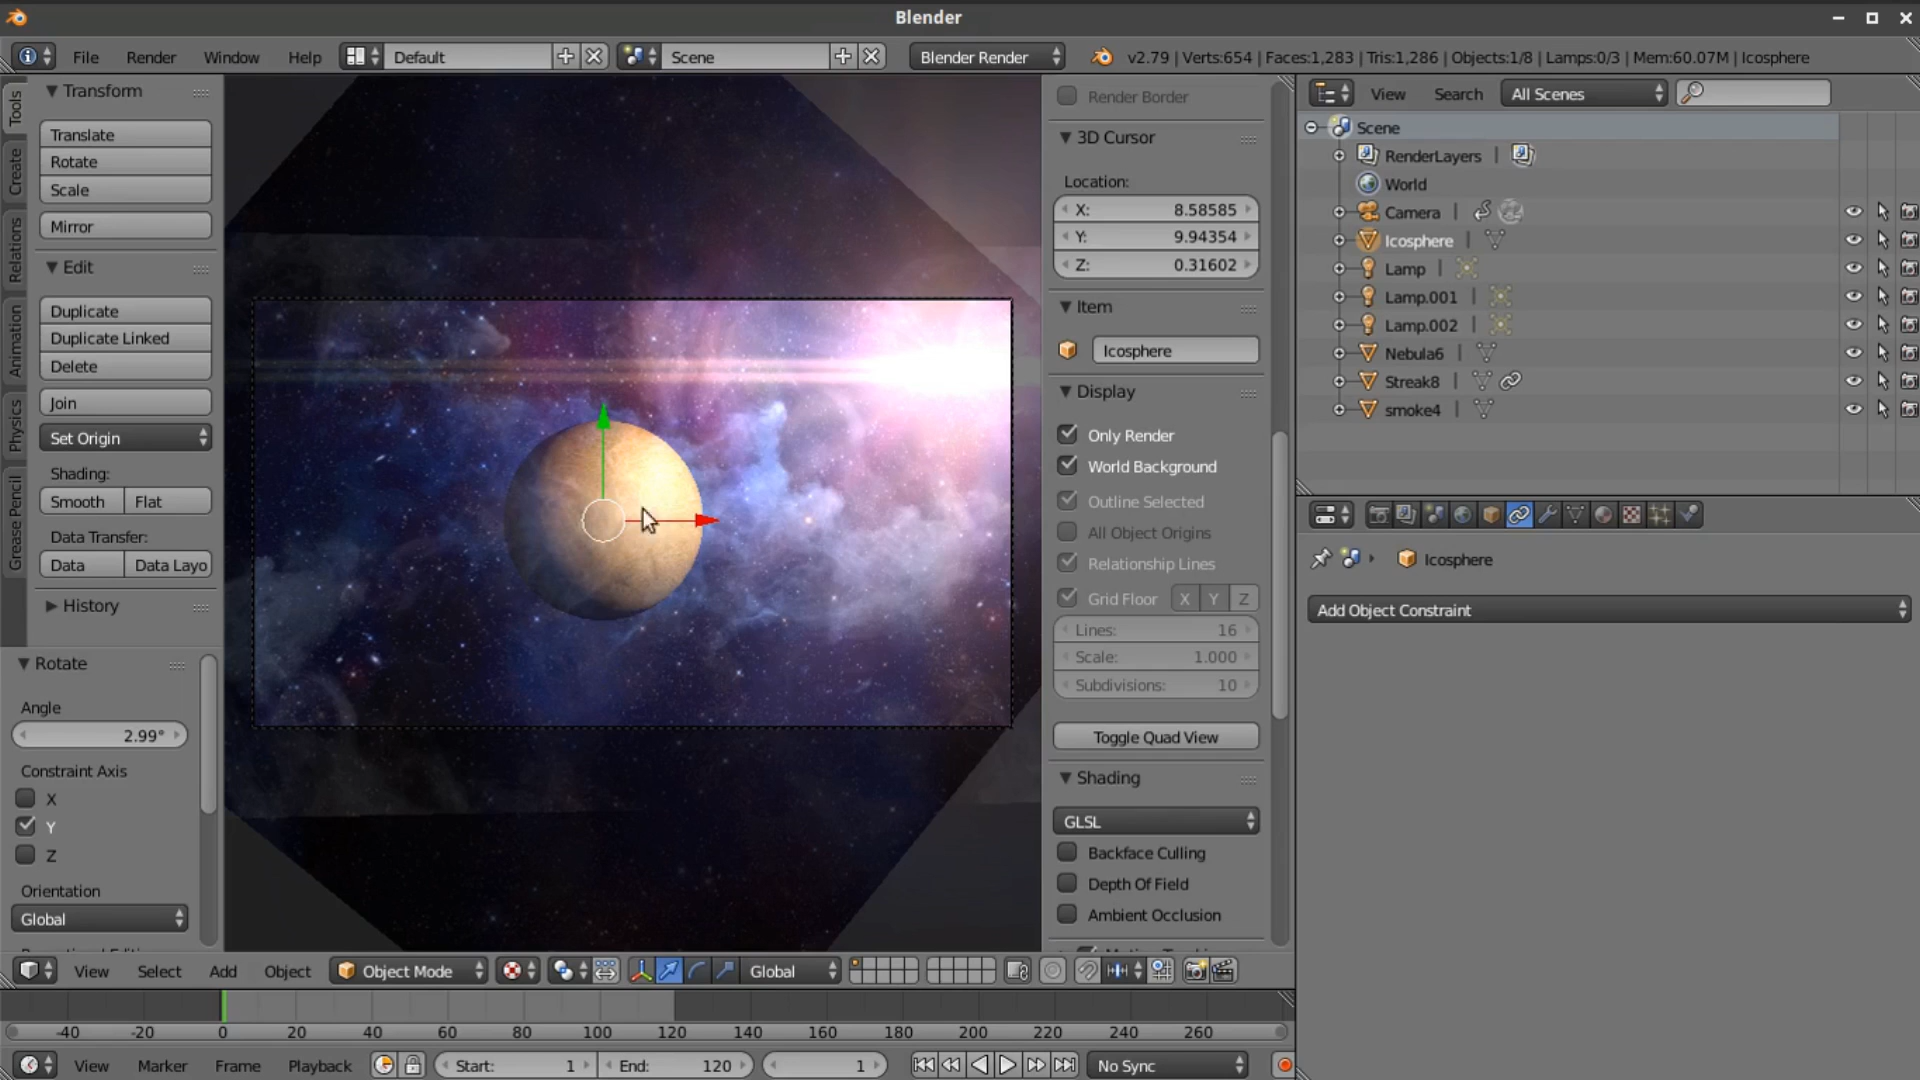 Blender
File Render Window Help Default Scene Blender Render v2.79 | Verts:654 | Faces:1,283 | Tris:1,286 | Objects:1/8 | Lamps:0/3 | Mem:60.07M | Icosphere
Tools
Create
Relations
Animation
Physics
Grease Pencil
Transform
Translate
Rotate
Scale
Mirror
Edit
Duplicate
Duplicate Linked
Delete
Join
Set Origin
Shading:
Smooth Flat
Data Transfer:
Data Data Layo
History
Rotate
Angle
2.99°
Constraint Axis
X
Y
Z
Orientation
Global
Render Border
3D Cursor
Location:
X: 8.58585
Y: 9.94354
Z: 0.31602
Item
Icosphere
Display
Only Render
World Background
Outline Selected
All Object Origins
Relationship Lines
Grid Floor X Y Z
Lines: 16
Scale: 1.000
Subdivisions: 10
Toggle Quad View
Shading
GLSL
Backface Culling
Depth Of Field
Ambient Occlusion
View Search All Scenes
Scene
RenderLayers |
World
Camera |
Icosphere |
Lamp |
Lamp.001 |
Lamp.002 |
Nebula6 |
Streak8 |
smoke4 |
Icosphere
Add Object Constraint
View Select Add Object Object Mode Global
-40 -20 0 20 40 60 80 100 120 140 160 180 200 220 240 260
View Marker Frame Playback Start: 1 End: 120 1 No Sync